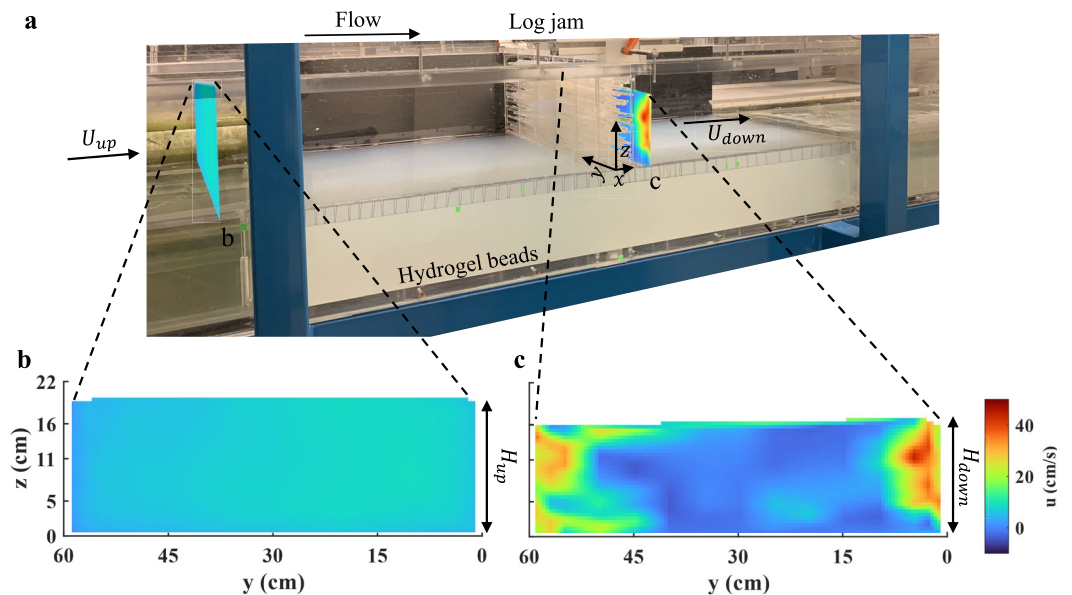 a
Flow
Log jam
U_up
U_down
z
y
x
c
b
Hydrogel beads
b
c
22
16
11
5
0
z (cm)
60
45
30
15
0
y (cm)
H_up
60
45
30
15
0
y (cm)
H_down
40
20
0
u (cm/s)